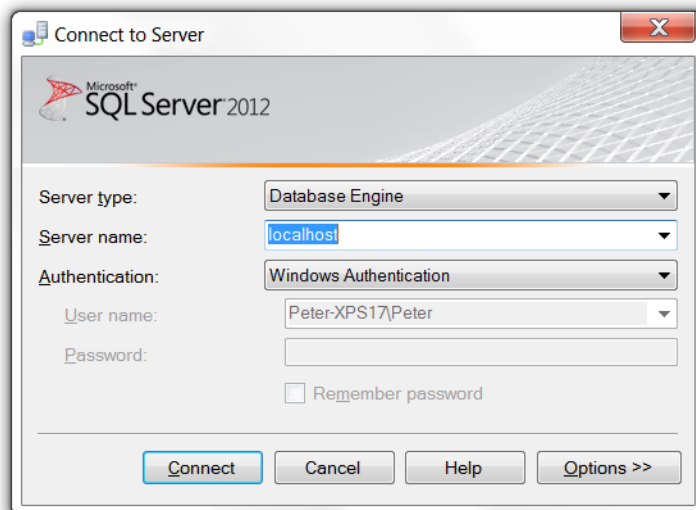 Connect to Server
Microsoft®
SQL Server® 2012
Server type: Database Engine
Server name: localhost
Authentication: Windows Authentication
User name: Peter-XPS17\Peter
Password:
Remember password
Connect Cancel Help Options >>